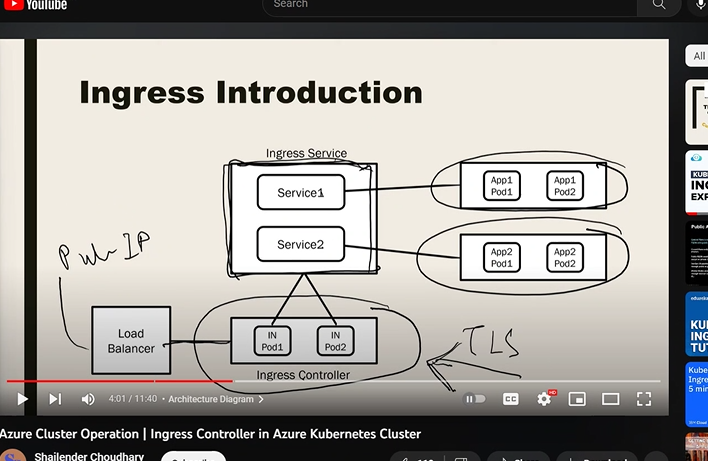 YouTube
Search
All
Ingress Introduction
Ingress Service
Service1
Service2
App1
Pod1
App1
Pod2
App2
Pod1
App2
Pod2
IP
Load
Balancer
IN
Pod1
IN
Pod2
Ingress Controller
TLS
4:01 / 11:40 • Architecture Diagram
CC
HD
Azure Cluster Operation | Ingress Controller in Azure Kubernetes Cluster
Shailender Choudhary